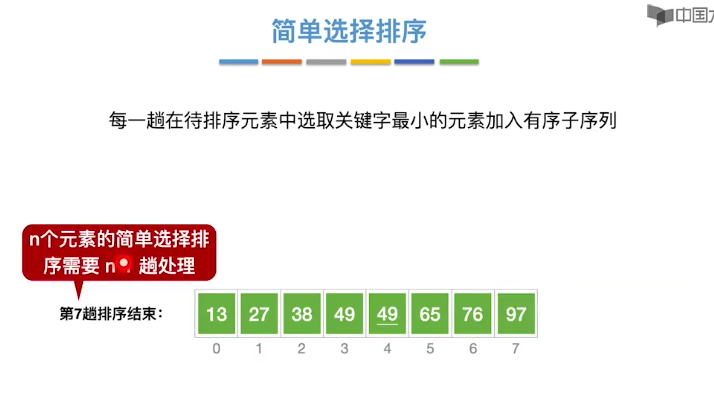 简单选择排序
中国
每一趟在待排序元素中选取关键字最小的元素加入有序子序列
n个元素的简单选择排
序需要 n 趟处理
第7趟排序结束：
13 27 38 49 49 65 76 97
0 1 2 3 4 5 6 7